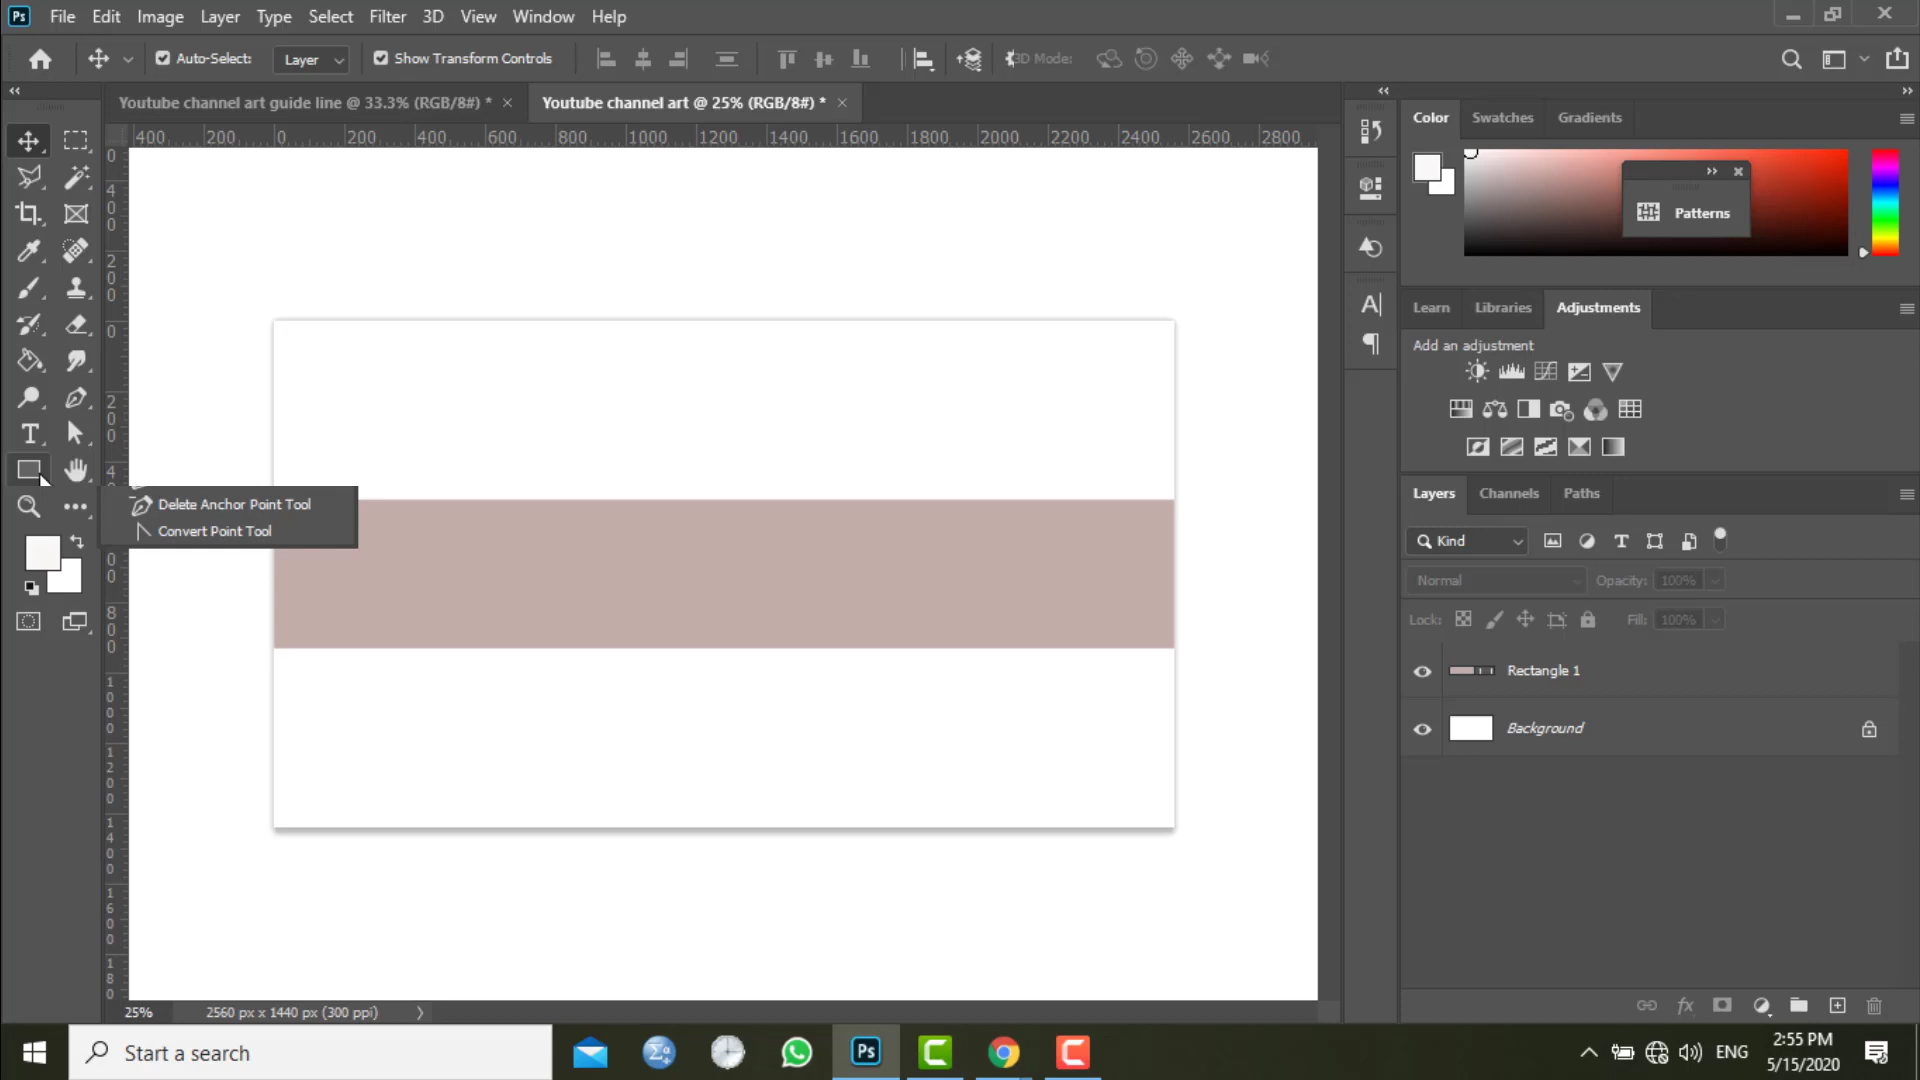 Ps File Edit Image Layer Type Select Filter 3D View Window Help
Auto-Select: Layer Show Transform Controls 3D Mode:
Youtube channel art guide line @ 33.3% (RGB/8#) * × Youtube channel art @ 25% (RGB/8#) * ×
400 200 0 200 400 600 800 1000 1200 1400 1600 1800 2000 2200 2400 2600 2800
Color Swatches Gradients
Patterns
Learn Libraries Adjustments
Add an adjustment
Delete Anchor Point Tool
Convert Point Tool
Layers Channels Paths
Kind
Normal Opacity: 100%
Lock: Fill: 100%
Rectangle 1
Background
25% 2560 px x 1440 px (300 ppi)
Start a search
Ps
ENG
2:55 PM
5/15/2020